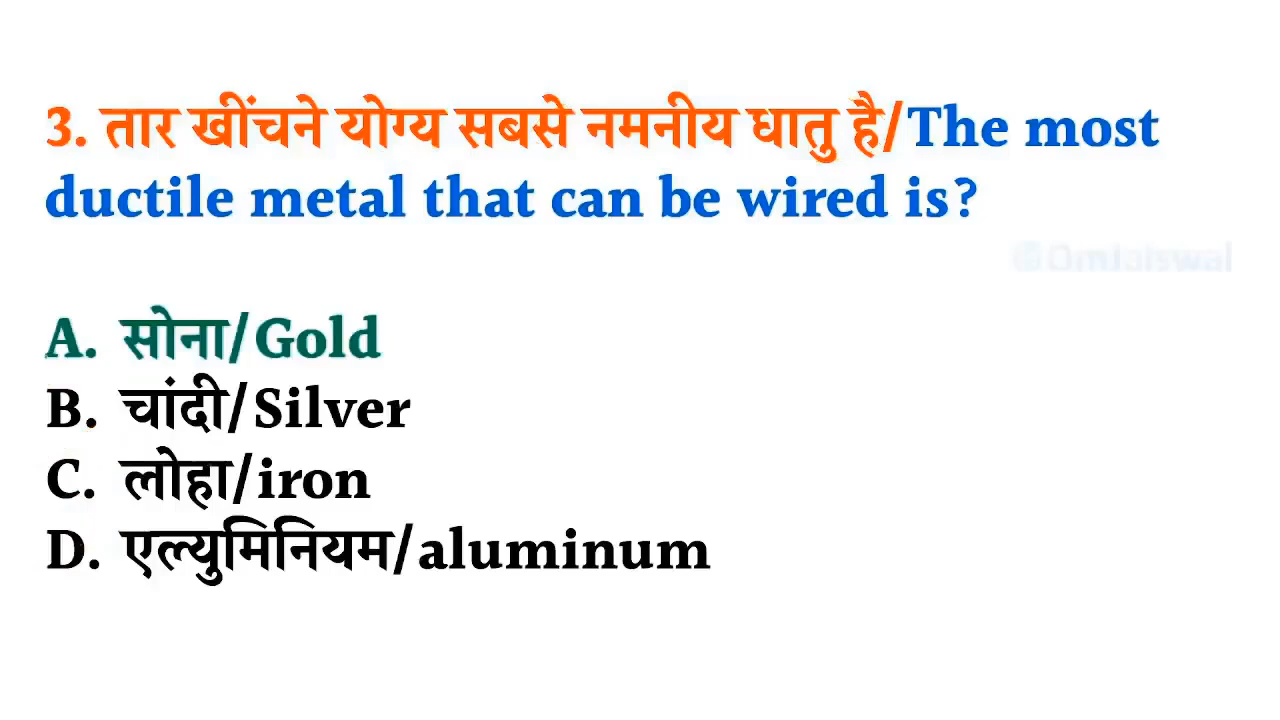 3. तार खींचने योग्य सबसे नमनीय धातु है/The most
ductile metal that can be wired is?
@OmJaiswal
A. सोना/Gold
B. चांदी/Silver
C. लोहा/iron
D. एल्युमिनियम/aluminum